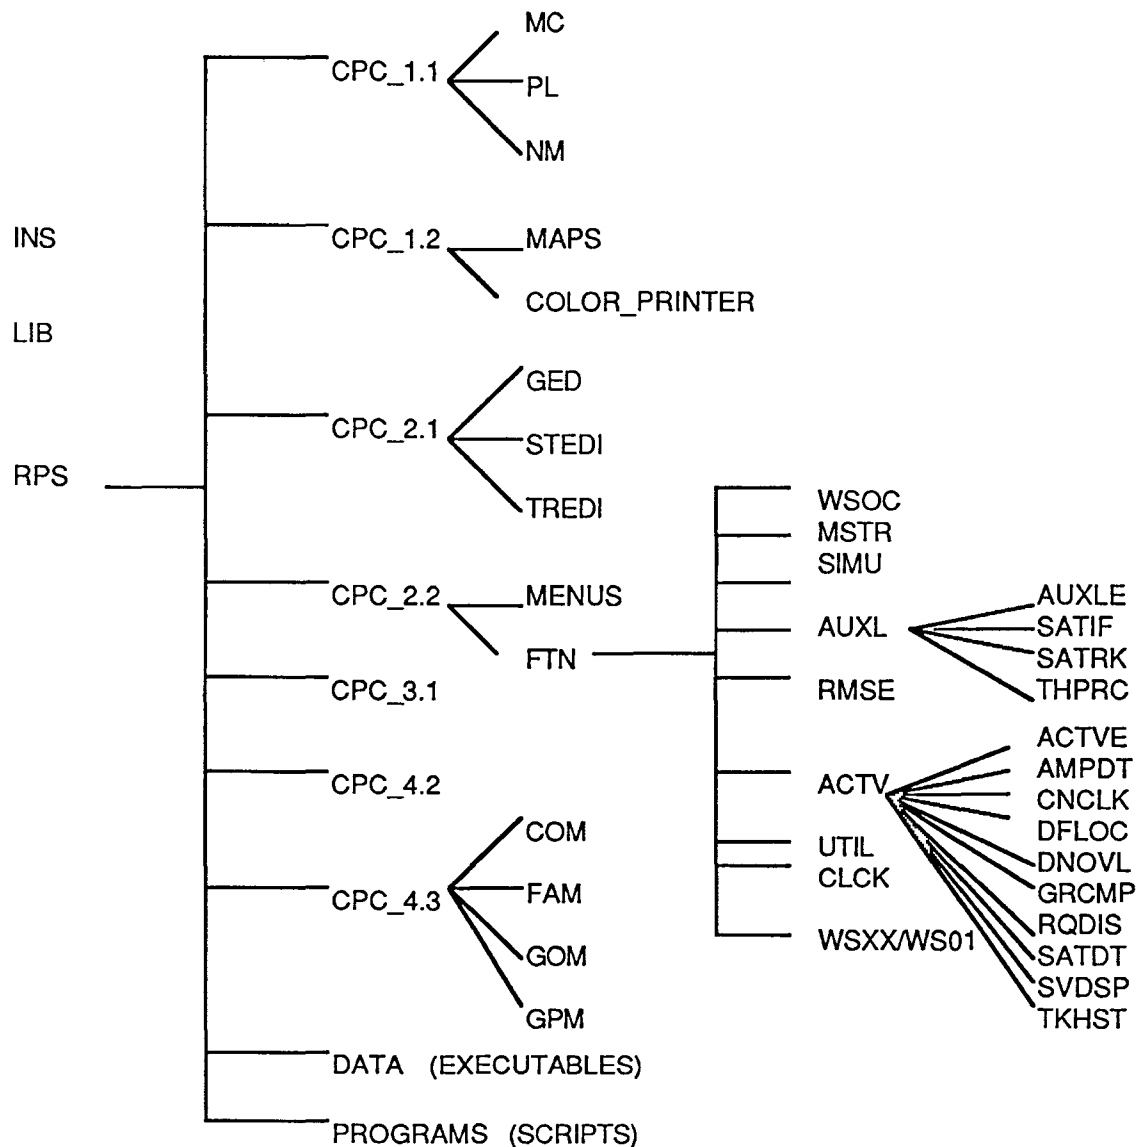 INS
LIB
RPS
CPC_1.1
MC
PL
NM
CPC_1.2
MAPS
COLOR_PRINTER
CPC_2.1
GED
STEDI
TREDI
CPC_2.2
MENUS
FTN
CPC_3.1
CPC_4.2
CPC_4.3
COM
FAM
GOM
GPM
DATA (EXECUTABLES)
PROGRAMS (SCRIPTS)
WSOC
MSTR
SIMU
AUXL
RMSE
ACTV
UTIL
CLCK
WSXX/WS01
AUXLE
SATIF
SATRK
THPRC
ACTVE
AMPDT
CNCLK
DFLOC
DNOVL
GRCMP
RQDIS
SATDT
SVDSP
TKHST